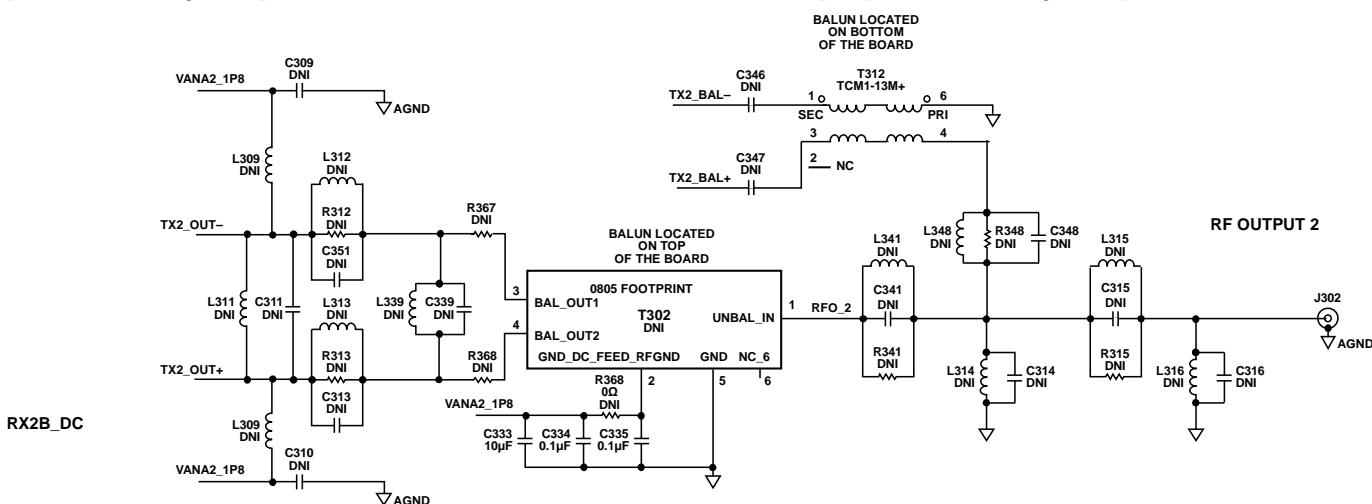 BALUN LOCATED
ON BOTTOM
OF THE BOARD
C309
DNI
VANA2_1P8
AGND
C346
DNI
T312
TCM1-13M+
TX2_BAL–
1
6
SEC
PRI
3
4
2
NC
C347
DNI
TX2_BAL+
L309
DNI
L312
DNI
R312
DNI
C351
DNI
TX2_OUT–
R367
DNI
L311
DNI
C311
DNI
L313
DNI
R313
DNI
C313
DNI
L339
DNI
C339
DNI
TX2_OUT+
R368
DNI
BALUN LOCATED
ON TOP
OF THE BOARD
0805 FOOTPRINT
T302
DNI
3
BAL_OUT1
4
BAL_OUT2
UNBAL_IN
1
RFO_2
GND_DC_FEED_RFGND
GND
NC_6
2
5
6
R368
0Ω
DNI
VANA2_1P8
C333
10µF
C334
0.1µF
C335
0.1µF
L341
DNI
C341
DNI
R341
DNI
L348
DNI
R348
DNI
C348
DNI
L315
DNI
C315
DNI
R315
DNI
L314
DNI
C314
DNI
L316
DNI
C316
DNI
RF OUTPUT 2
J302
AGND
RX2B_DC
L309
DNI
VANA2_1P8
C310
DNI
AGND